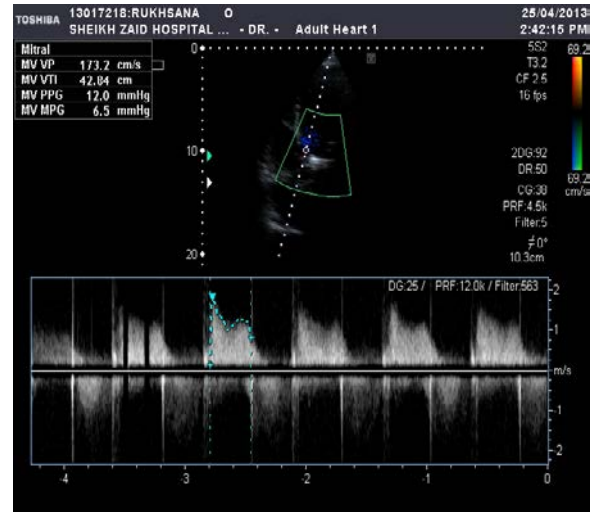 TOSHIBA
13017218:RUKHSANA O
25/04/2013
SHEIKH ZAID HOSPITAL ... - DR. - Adult Heart 1
2:42:15 PM
Mitral
MV VP 173.2 cm/s
MV VTI 42.84 cm
MV PPG 12.0 mmHg
MV MPG 6.5 mmHg
0
10
20
5S2
T3.2
CF 2.5
16 fps
2DG:92
DR:50
CG:38
PRF:4.5k
Filter:5
0°
10.3cm
69.2
69.2
cm/s
DG:25 / PRF:12.0k / Filter:563
2
1
m/s
-1
-2
-4
-3
-2
-1
0